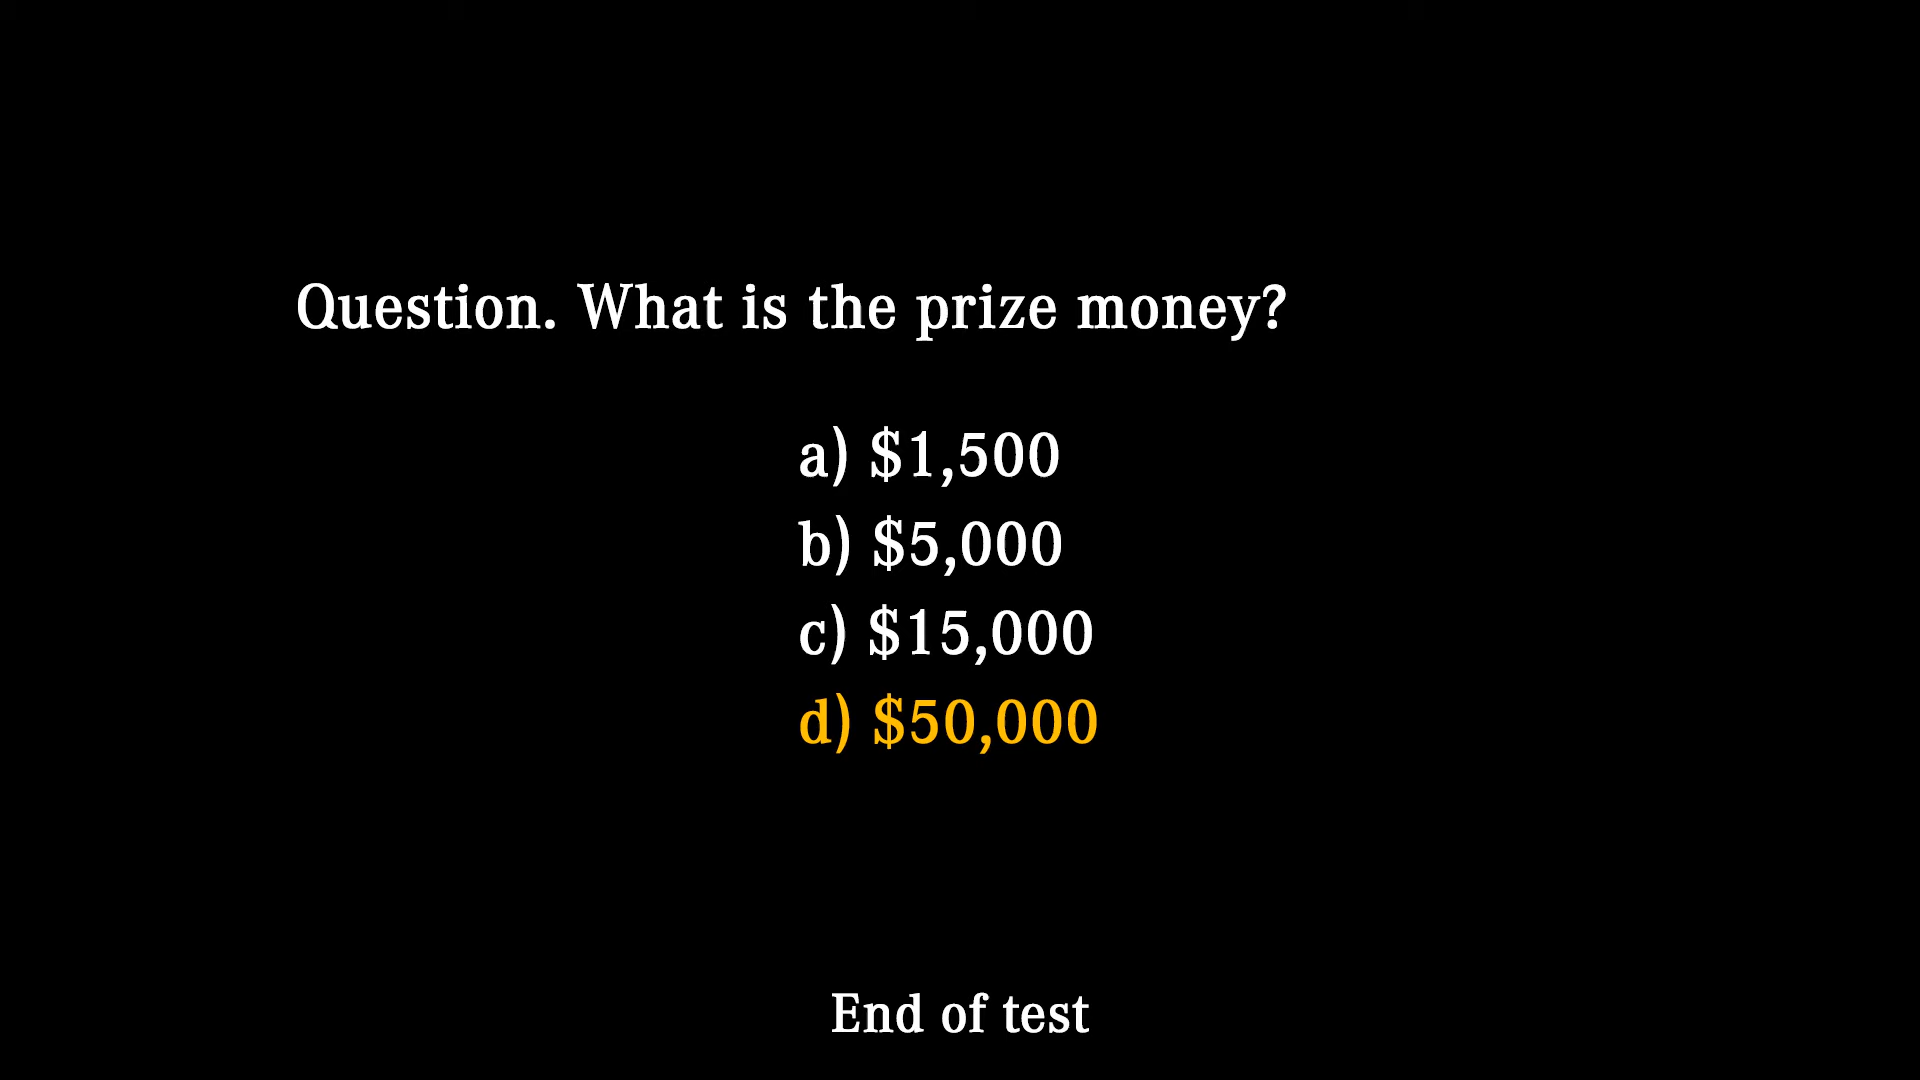 Question. What is the prize money?
a) $1,500
b) $5,000
c) $15,000
d) $50,000
End of test